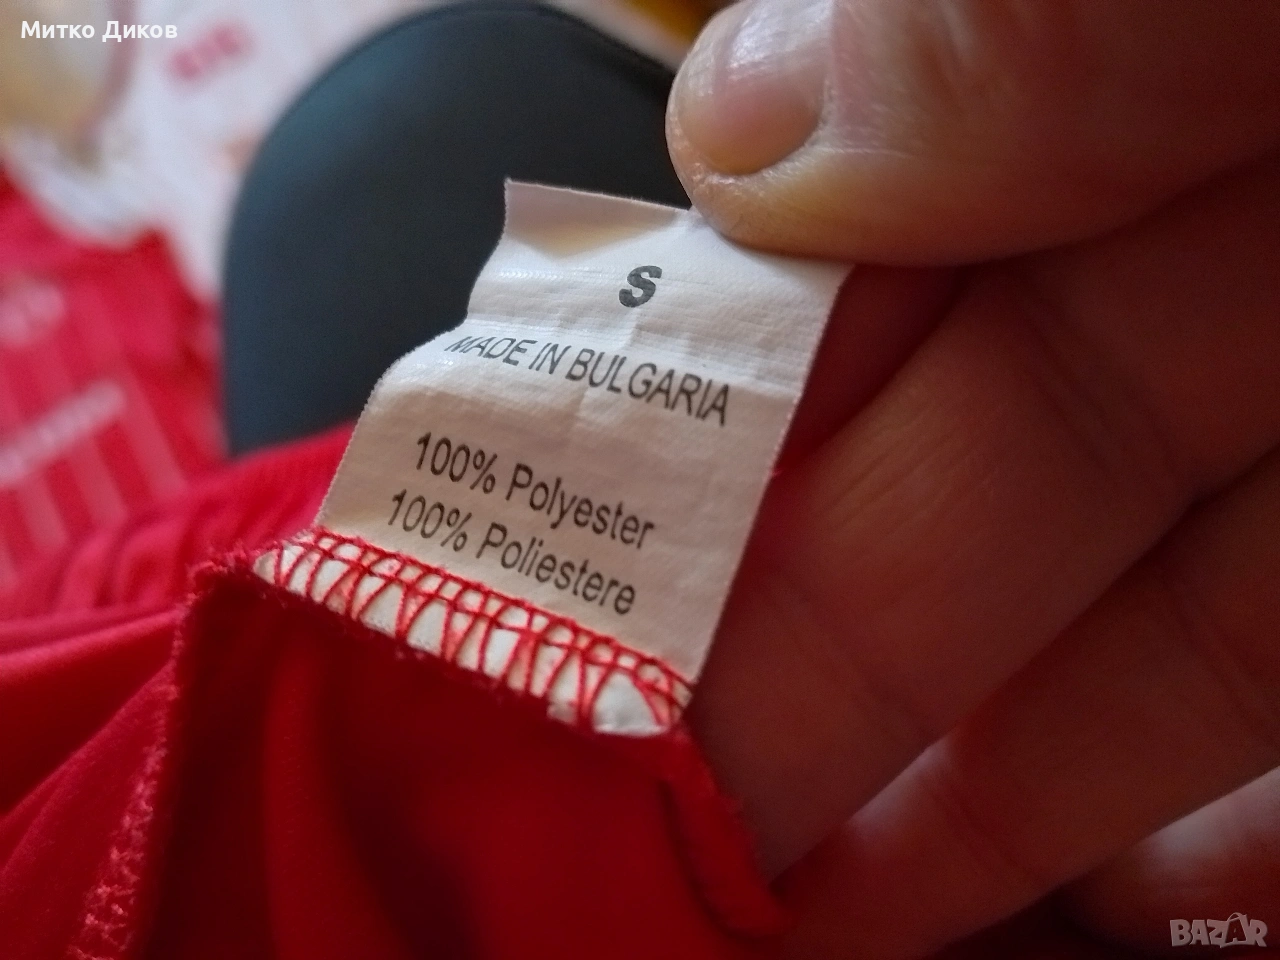 Митко Диков
S
MADE IN BULGARIA
100% Polyester
100% Poliestere
BAZAR